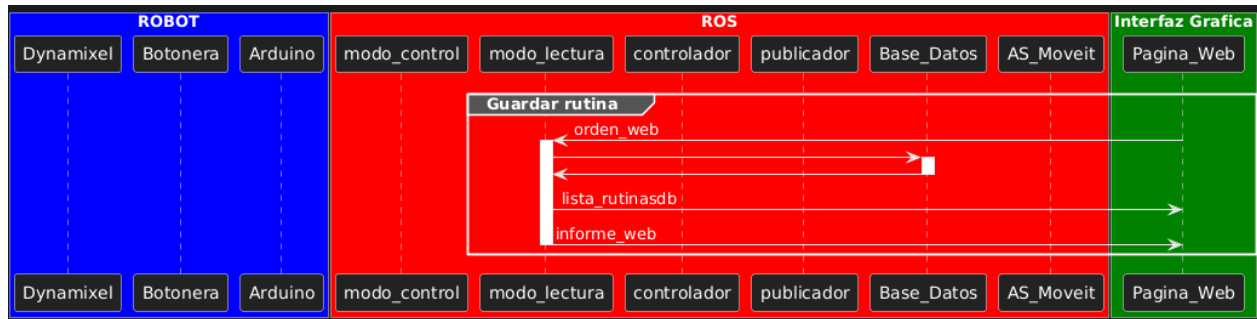 ROBOT ROS Interfaz Grafica
Dynamixel Botonera Arduino modo_control modo_lectura controlador publicador Base_Datos AS_Moveit Pagina_Web
Guardar rutina
orden_web
lista_rutinasdb
informe_web
Dynamixel Botonera Arduino modo_control modo_lectura controlador publicador Base_Datos AS_Moveit Pagina_Web